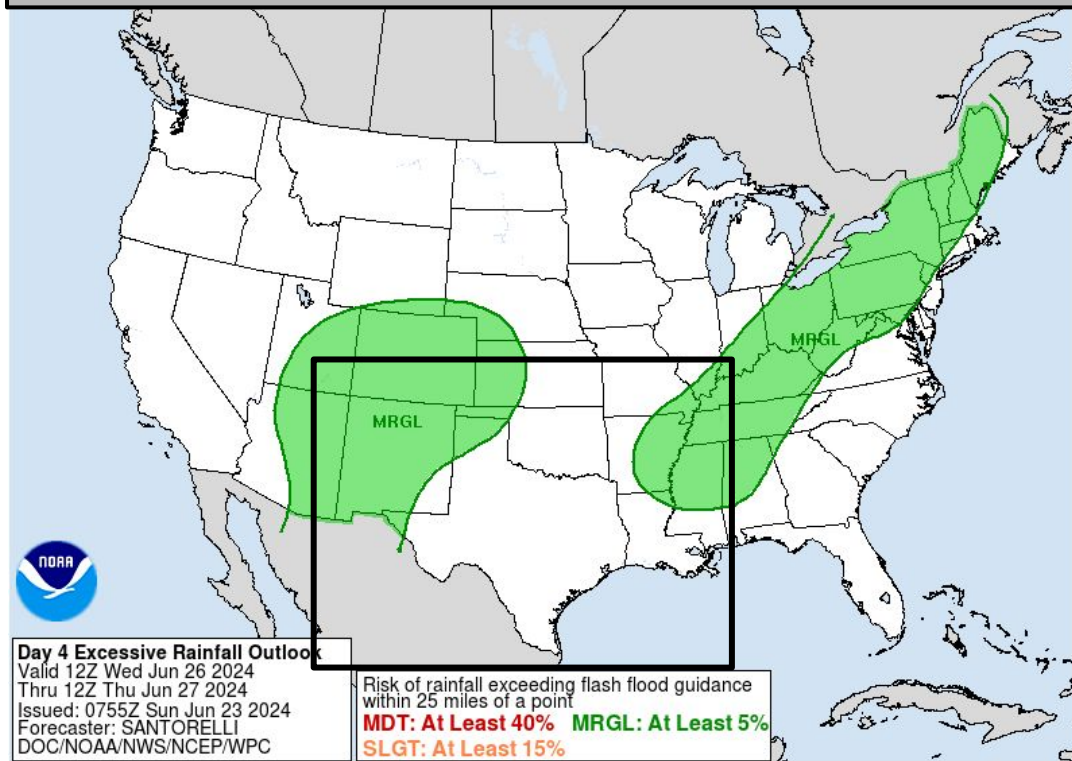 MRGL
MRGL
NOAA
Day 4 Excessive Rainfall Outlook
Valid 12Z Wed Jun 26 2024
Thru 12Z Thu Jun 27 2024
Issued: 0755Z Sun Jun 23 2024
Forecaster: SANTORELLI
DOC/NOAA/NWS/NCEP/WPC
Risk of rainfall exceeding flash flood guidance
within 25 miles of a point
MDT: At Least 40% MRGL: At Least 5%
SLGT: At Least 15%